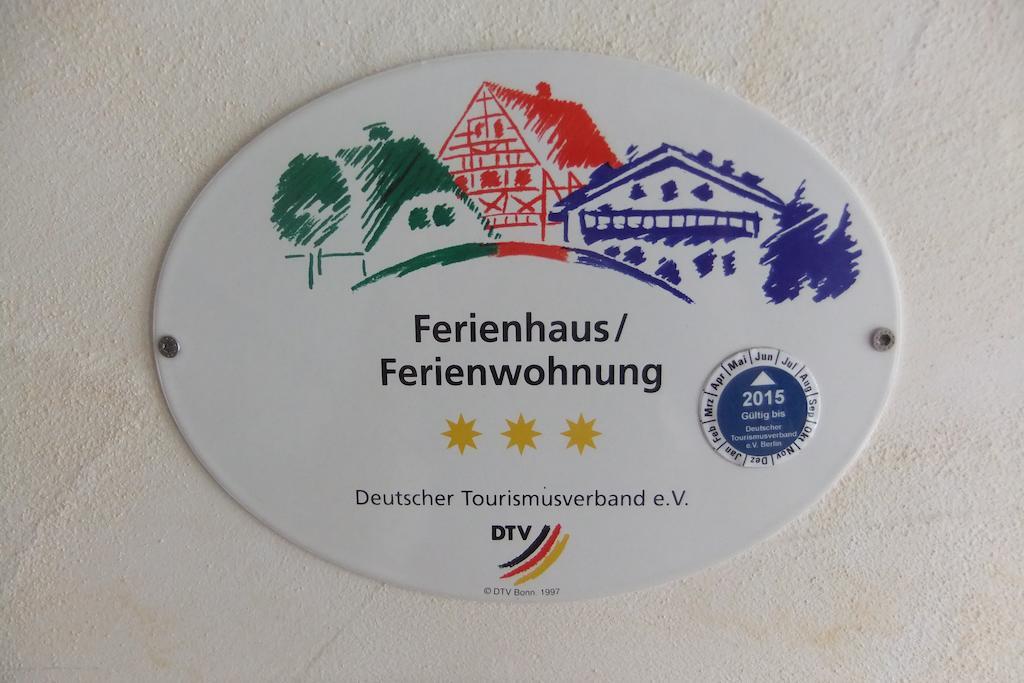 Ferienhaus/
Ferienwohnung
Deutscher Tourismusverband e.V.
DTV
© DTV Bonn 1997
Jan Feb Mrz Apr Mai Jun Jul Aug Sep Okt Nov Dez
2015
Gültig bis
Deutscher
Tourismusverband
e.V. Berlin